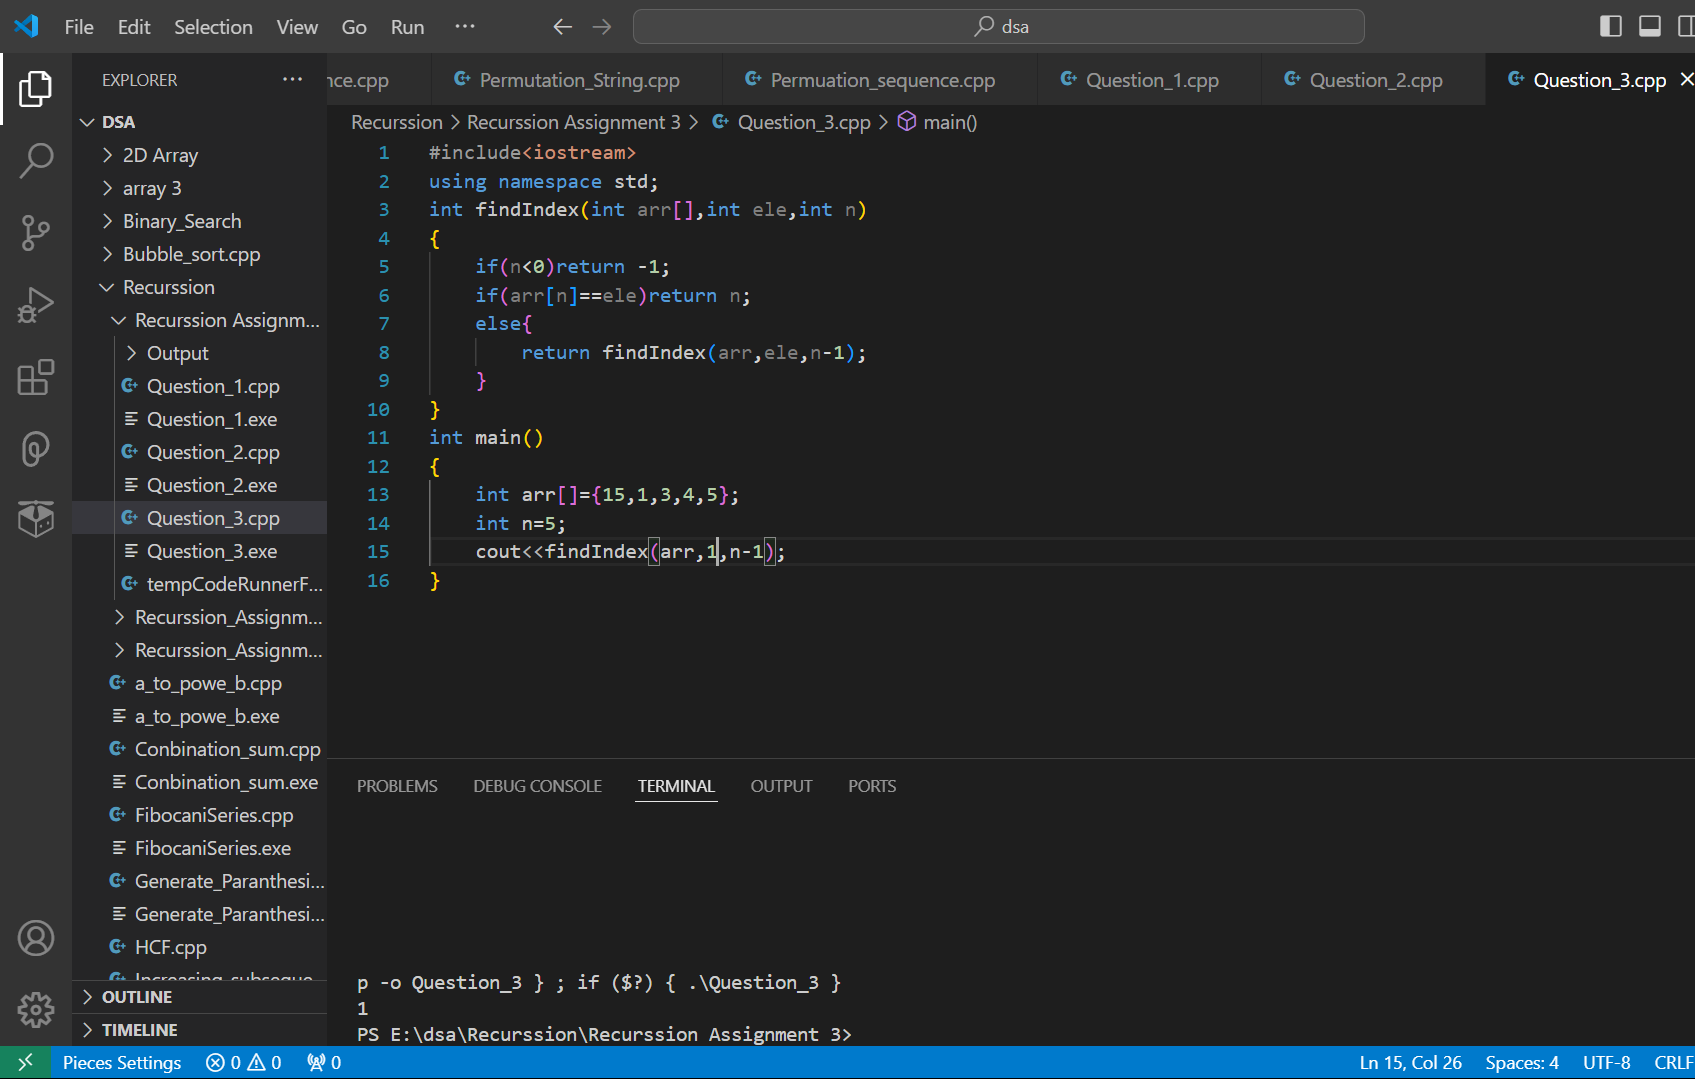 File Edit Selection View Go Run ··· dsa
EXPLORER ···
nce.cpp Permutation_String.cpp Permuation_sequence.cpp Question_1.cpp Question_2.cpp Question_3.cpp
Recurssion > Recurssion Assignment 3 > Question_3.cpp > main()
DSA
2D Array
array 3
Binary_Search
Bubble_sort.cpp
Recurssion
Recurssion Assignm...
Output
Question_1.cpp
Question_1.exe
Question_2.cpp
Question_2.exe
Question_3.cpp
Question_3.exe
tempCodeRunnerF...
Recurssion_Assignm...
Recurssion_Assignm...
a_to_powe_b.cpp
a_to_powe_b.exe
Conbination_sum.cpp
Conbination_sum.exe
FibocaniSeries.cpp
FibocaniSeries.exe
Generate_Paranthesi...
Generate_Paranthesi...
HCF.cpp
OUTLINE
TIMELINE
1 #include<iostream>
2 using namespace std;
3 int findIndex(int arr[],int ele,int n)
4 {
5 if(n<0)return -1;
6 if(arr[n]==ele)return n;
7 else{
8 return findIndex(arr,ele,n-1);
9 }
10 }
11 int main()
12 {
13 int arr[]={15,1,3,4,5};
14 int n=5;
15 cout<<findIndex(arr,1,n-1);
16 }
PROBLEMS DEBUG CONSOLE TERMINAL OUTPUT PORTS
p -o Question_3 } ; if ($?) { .\Question_3 }
1
PS E:\dsa\Recurssion\Recurssion Assignment 3>
Pieces Settings 0 0 0 Ln 15, Col 26 Spaces: 4 UTF-8 CRLF